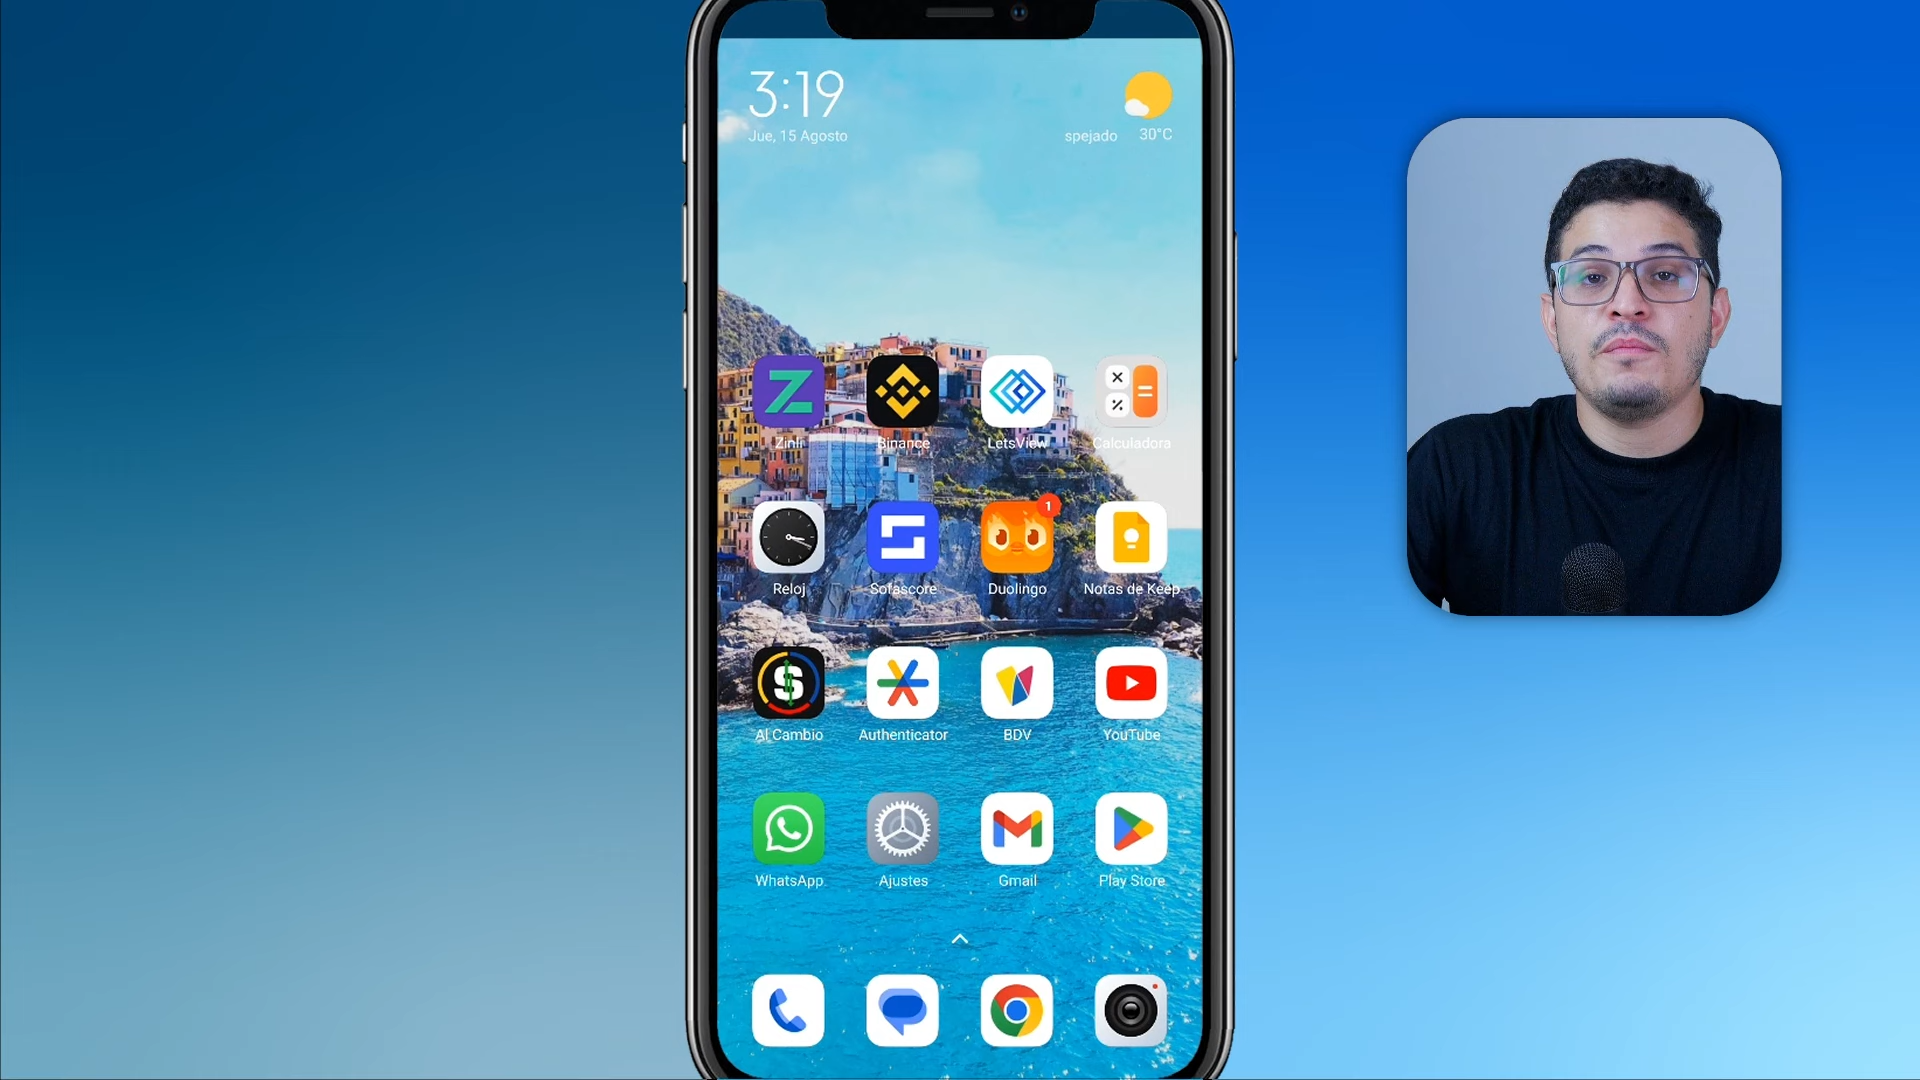 3:19
Jue, 15 Agosto
spejado 30°C
Zinli Binance LetsView Calculadora
1
Reloj Sofascore Duolingo Notas de Keep
Al Cambio Authenticator BDV YouTube
WhatsApp Ajustes Gmail Play Store